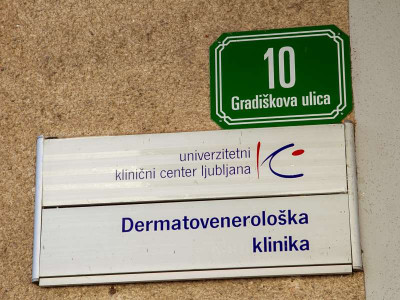 10
Gradiškova ulica
univerzitetni
klinični center ljubljana
Dermatovenerološka
klinika